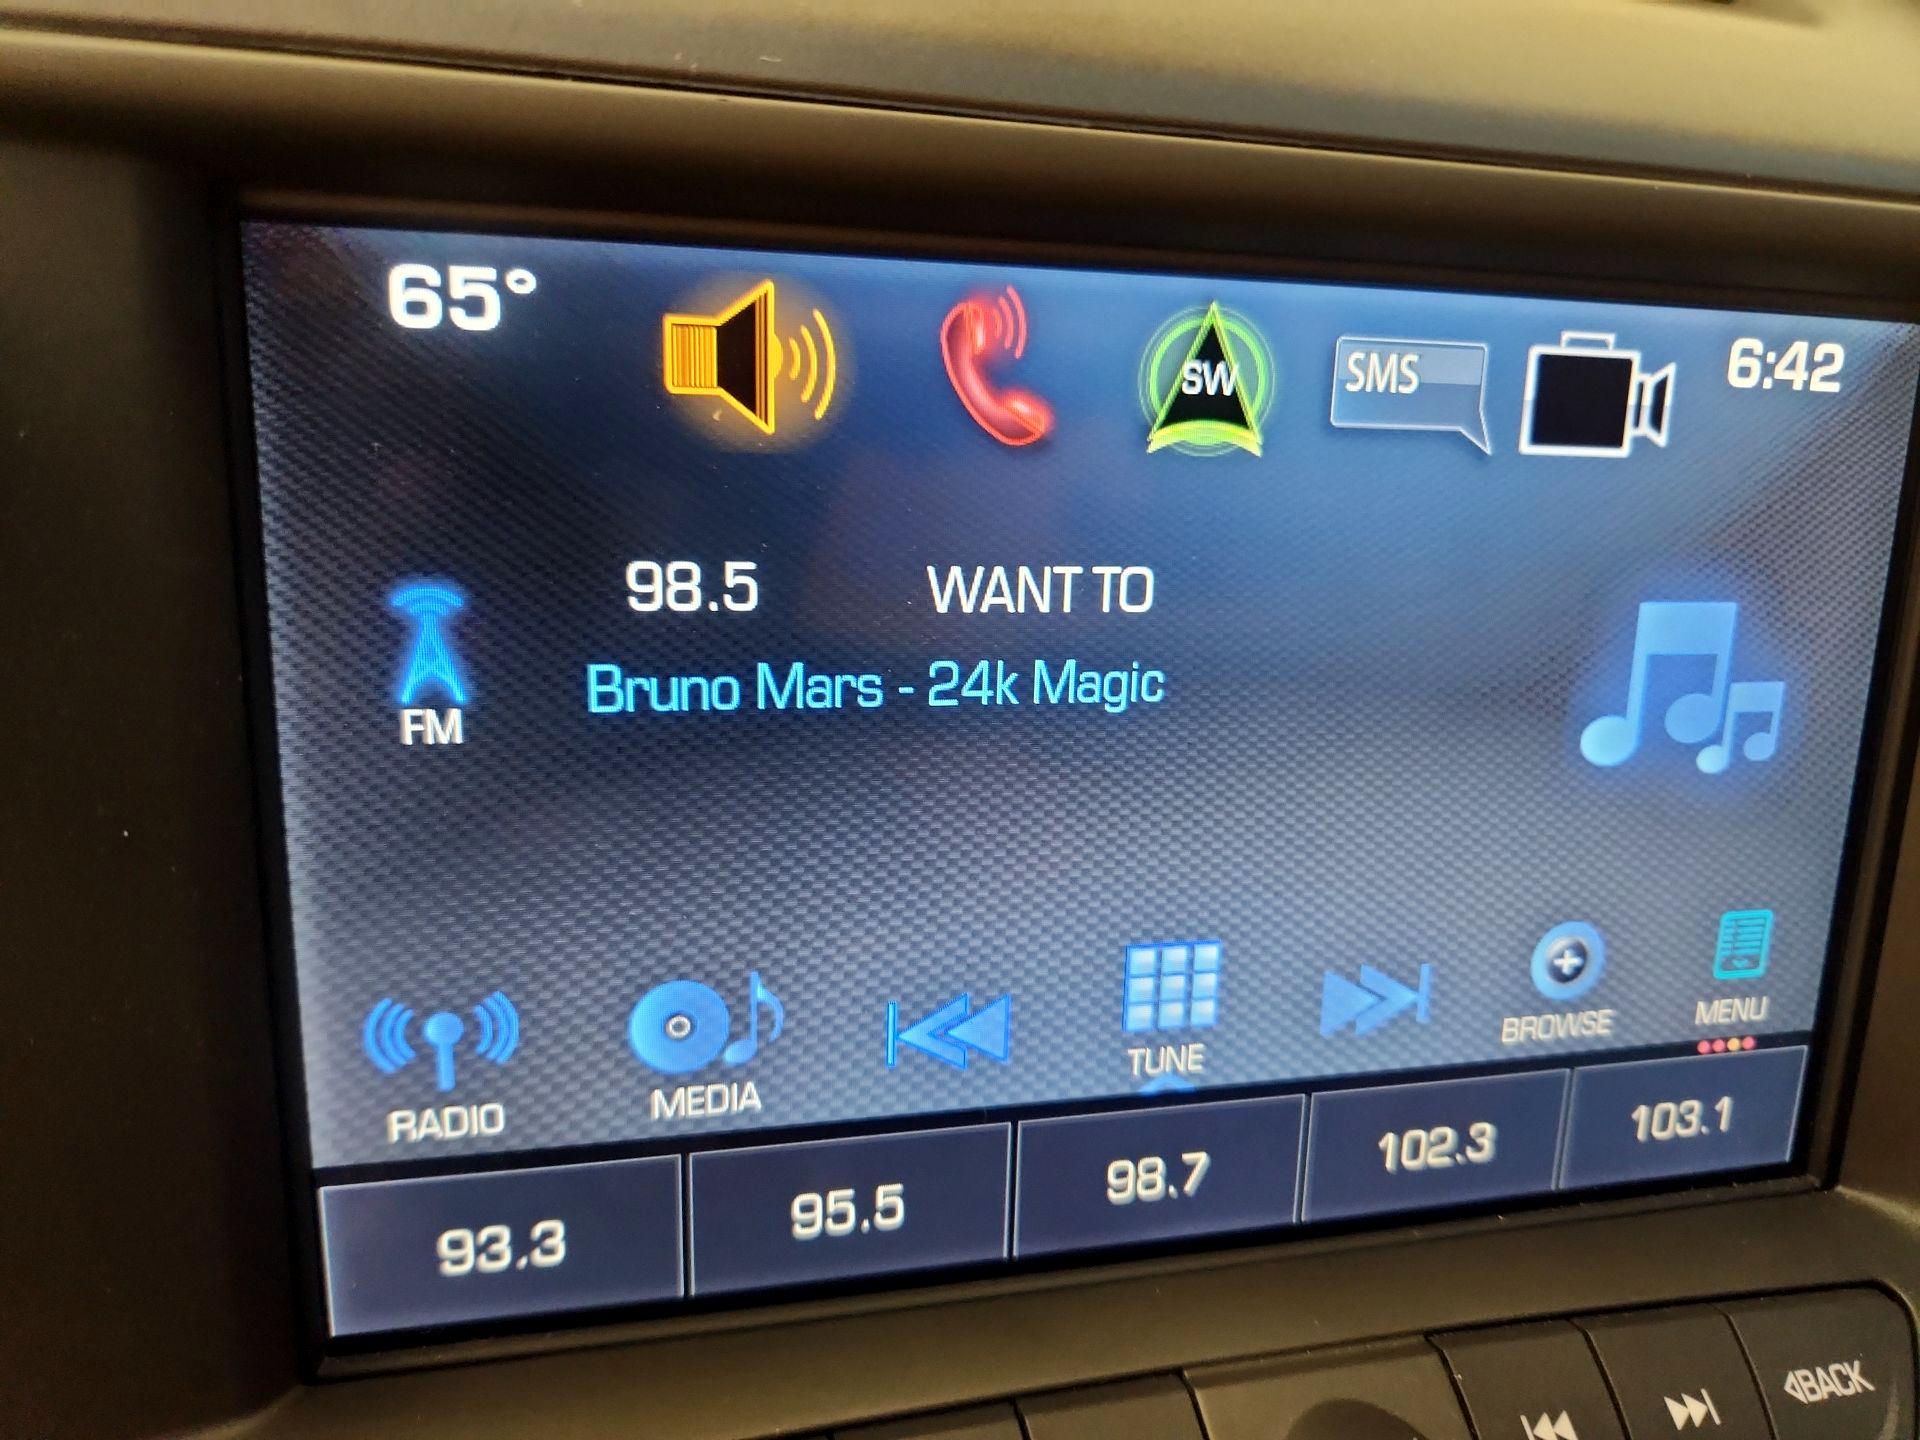 65°
SW
SMS
6:42
98.5 WANT TO
Bruno Mars - 24k Magic
FM
RADIO
MEDIA
TUNE
BROWSE
MENU
93.3
95.5
98.7
102.3
103.1
BACK